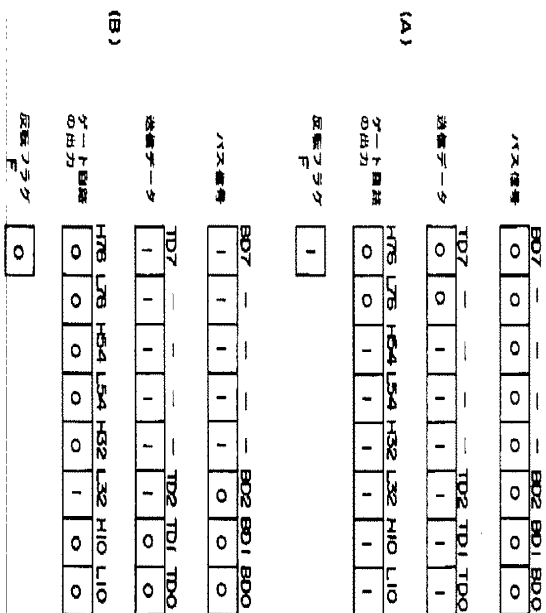 (A)
BD7 – – – – BD2 BD1 BD0
バス信号 0 0 0 0 0 0 0 0
TD7 – – – – TD2 TD1 TD0
送信データ 0 0 1 1 1 1 1 1
H76 L76 H54 L54 H32 L32 H10 L10
ゲート回路 0 0 1 1 1 1 1 1
の出力
反転フラグ 1
F
(B)
BD7 – – – – BD2 BD1 BD0
バス信号 1 1 1 1 1 0 0 0
TD7 – – – – TD2 TD1 TD0
送信データ 1 1 1 1 1 1 0 0
H76 L76 H54 L54 H32 L32 H10 L10
ゲート回路 0 0 0 0 0 1 0 0
の出力
反転フラグ 0
F